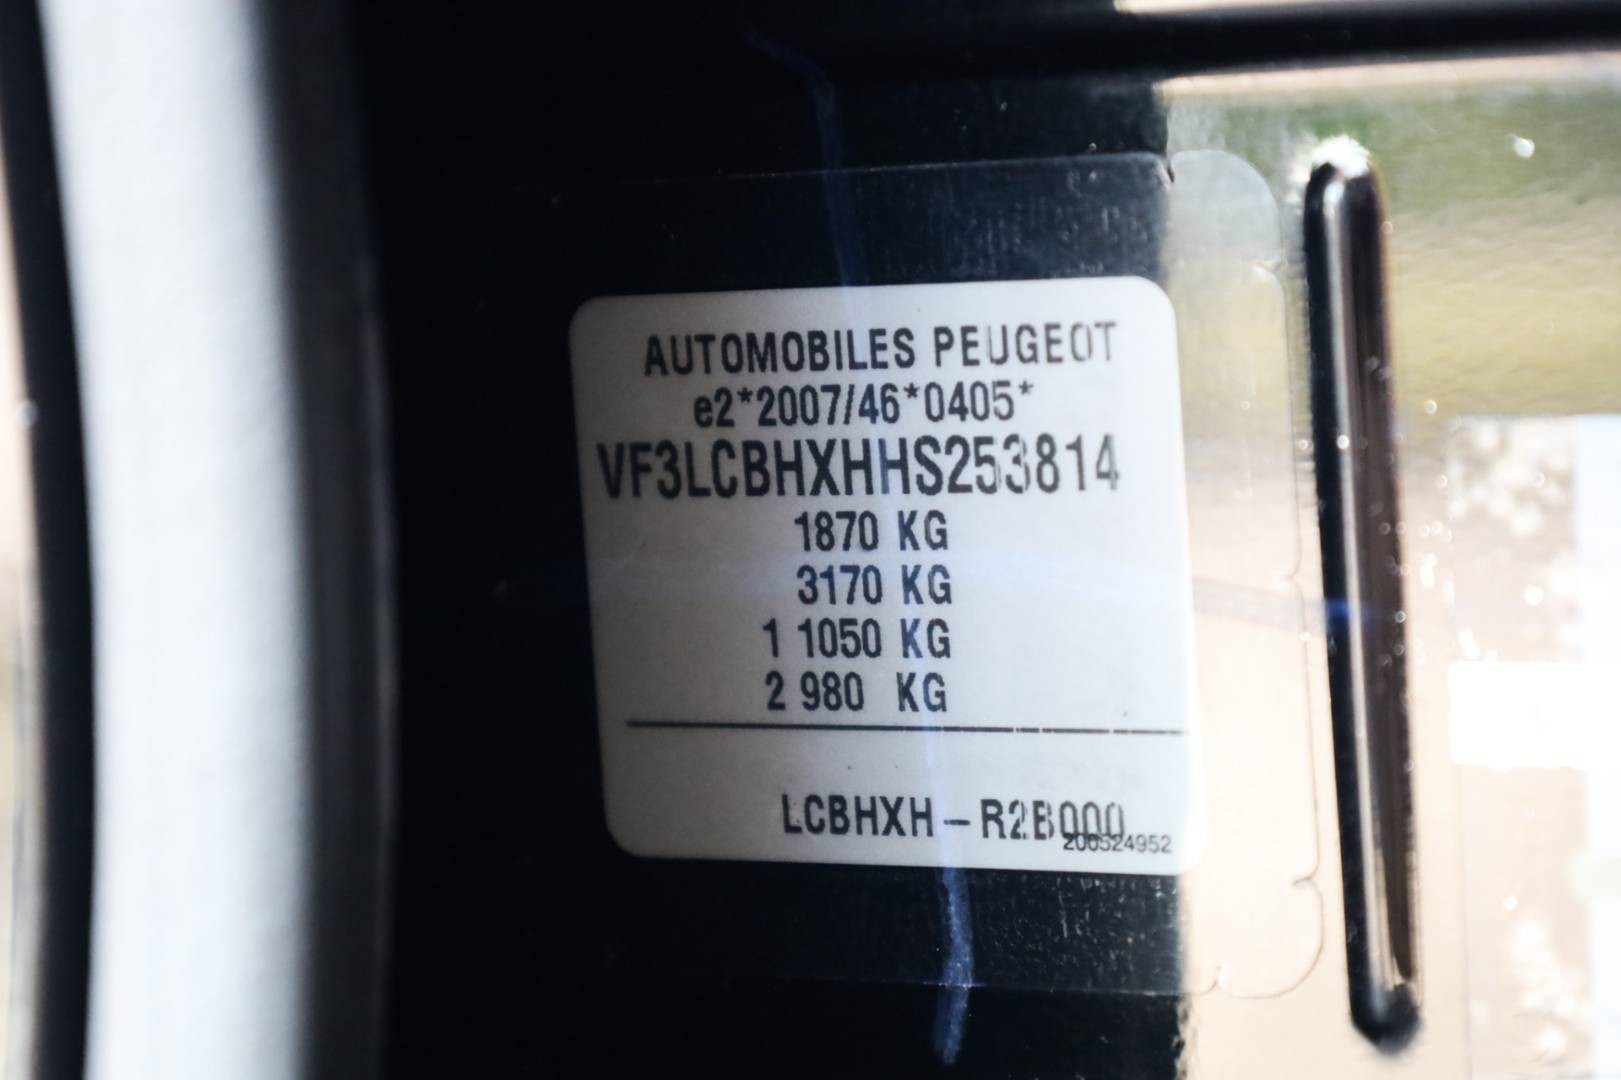 AUTOMOBILES PEUGEOT
e2*2007/46*0405*
VF3LCBHXHHS253814
1870 KG
3170 KG
1 1050 KG
2 980 KG
LCBHXH – R2B000
200524952